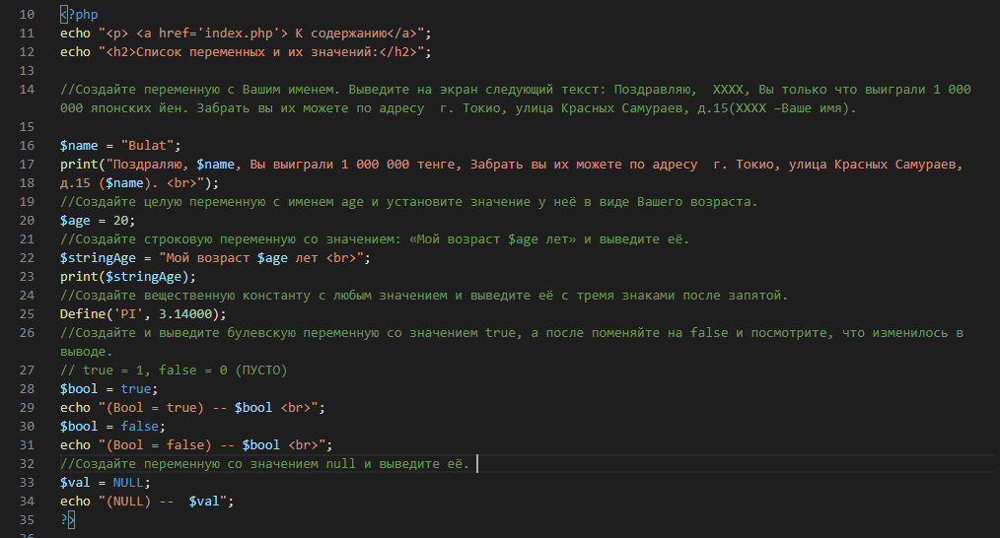 10 <?php
11 echo "<p> <a href='index.php'> К содержанию</a>";
12 echo "<h2>Список переменных и их значений:</h2>";
13
14 //Создайте переменную с Вашим именем. Выведите на экран следующий текст: Поздравляю,  XXXX, Вы только что выиграли 1 000
000 японских йен. Забрать вы их можете по адресу  г. Токио, улица Красных Самураев, д.15(XXXX –Ваше имя).
15
16 $name = "Bulat";
17 print("Поздраляю, $name, Вы выиграли 1 000 000 тенге, Забрать вы их можете по адресу  г. Токио, улица Красных Самураев,
18 д.15 ($name). <br>");
19 //Создайте целую переменную с именем age и установите значение у неё в виде Вашего возраста.
20 $age = 20;
21 //Создайте строковую переменную со значением: «Мой возраст $age лет» и выведите её.
22 $stringAge = "Мой возраст $age лет <br>";
23 print($stringAge);
24 //Создайте вещественную константу с любым значением и выведите её с тремя знаками после запятой.
25 Define('PI', 3.14000);
26 //Создайте и выведите булевскую переменную со значением true, а после поменяйте на false и посмотрите, что изменилось в
выводе.
27 // true = 1, false = 0 (ПУСТО)
28 $bool = true;
29 echo "(Bool = true) -- $bool <br>";
30 $bool = false;
31 echo "(Bool = false) -- $bool <br>";
32 //Создайте переменную со значением null и выведите её.
33 $val = NULL;
34 echo "(NULL) --  $val";
35 ?>